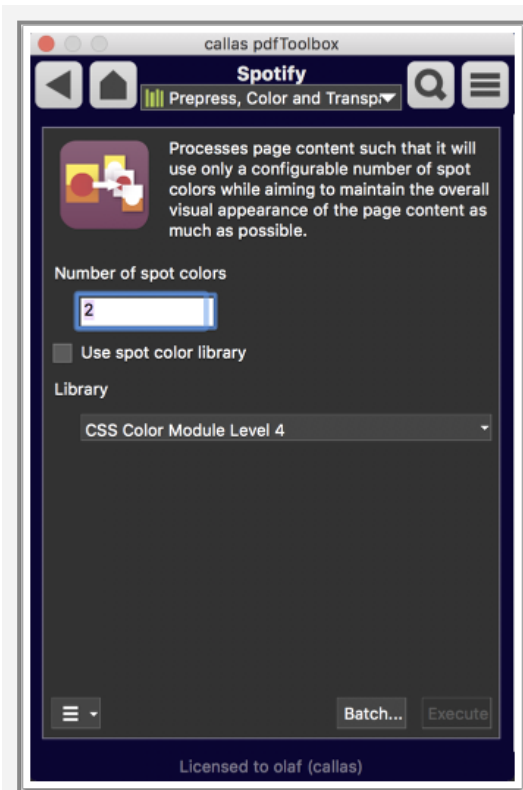 callas pdfToolbox
Spotify
Prepress, Color and Transp
Processes page content such that it will
use only a configurable number of spot
colors while aiming to maintain the overall
visual appearance of the page content as
much as possible.
Number of spot colors
2
Use spot color library
Library
CSS Color Module Level 4
Batch... Execute
Licensed to olaf (callas)